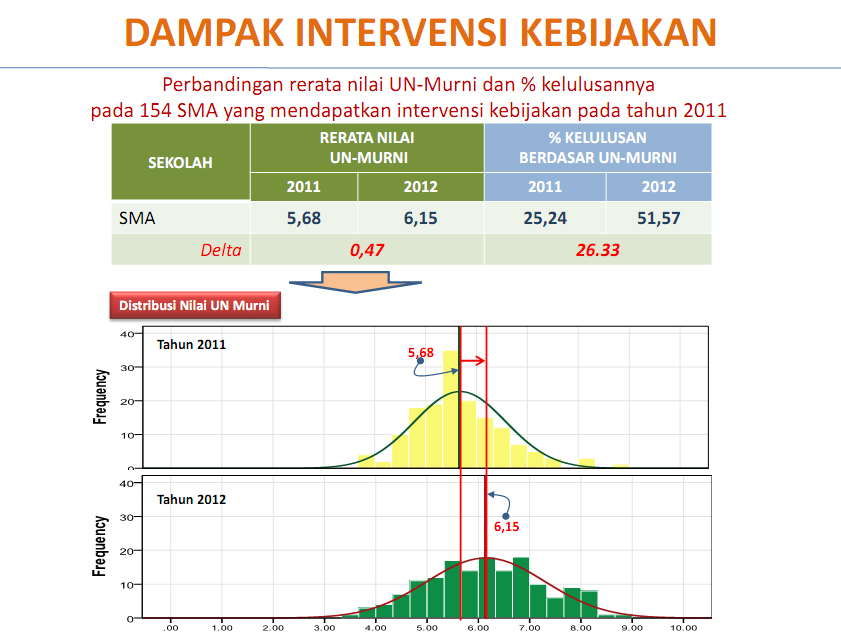 DAMPAK INTERVENSI KEBIJAKAN
Perbandingan rerata nilai UN-Murni dan % kelulusannya
pada 154 SMA yang mendapatkan intervensi kebijakan pada tahun 2011
SEKOLAH
RERATA NILAI
UN-MURNI
% KELULUSAN
BERDASAR UN-MURNI
2011 2012 2011 2012
SMA 5,68 6,15 25,24 51,57
Delta 0,47 26.33
Distribusi Nilai UN Murni
Tahun 2011
5,68
Frequency
40
30
20
10
0
Tahun 2012
6,15
Frequency
40
30
20
10
0
.00 1.00 2.00 3.00 4.00 5.00 6.00 7.00 8.00 9.00 10.00